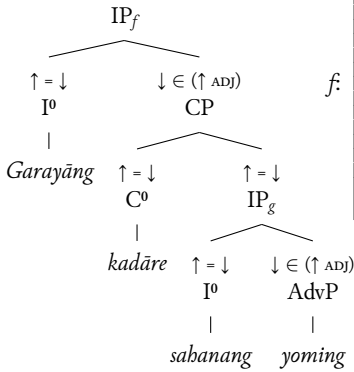 IP_f
↑ = ↓ ↓ ∈ (↑ ADJ)
I⁰ CP f:
Garayāng ↑ = ↓ ↑ = ↓
C⁰ IP_g
kadāre ↑ = ↓ ↓ ∈ (↑ ADJ)
I⁰ AdvP
sahanang yoming